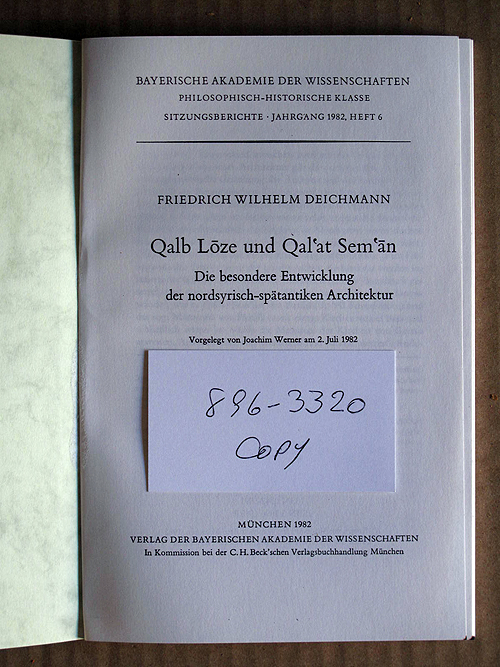 BAYERISCHE AKADEMIE DER WISSENSCHAFTEN
PHILOSOPHISCH-HISTORISCHE KLASSE
SITZUNGSBERICHTE · JAHRGANG 1982, HEFT 6
FRIEDRICH WILHELM DEICHMANN
Qalb Lōze und Qalʿat Semʿān
Die besondere Entwicklung
der nordsyrisch-spätantiken Architektur
Vorgelegt von Joachim Werner am 2. Juli 1982
896-3320
Copy
MÜNCHEN 1982
VERLAG DER BAYERISCHEN AKADEMIE DER WISSENSCHAFTEN
In Kommission bei der C. H. Beck'schen Verlagsbuchhandlung München